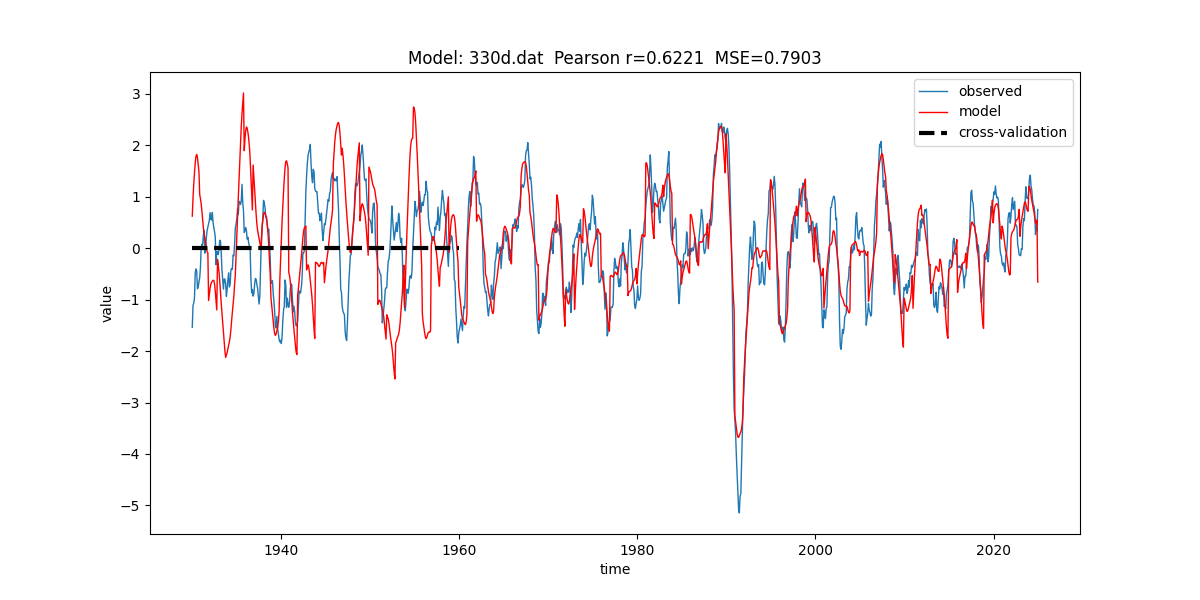 Model: 330d.dat  Pearson r=0.6221  MSE=0.7903
observed
model
cross-validation
3
2
1
0
−1
−2
−3
−4
−5
value
1940
1960
1980
2000
2020
time